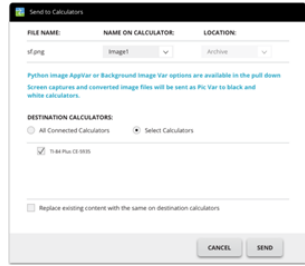 Send to Calculators
FILE NAME: NAME ON CALCULATOR: LOCATION:
sf.png Image1 Archive
Python image AppVar or Background Image Var options are available in the pull down
Screen captures and converted image files will be sent as Pic Var to black and
white calculators.
DESTINATION CALCULATORS:
All Connected Calculators Select Calculators
TI-84 Plus CE-5935
Replace existing content with the same on destination calculators
CANCEL SEND